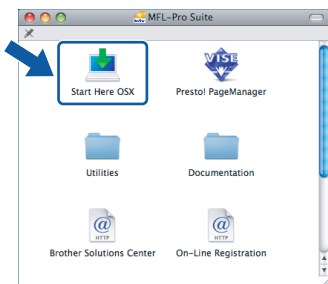 MFL-Pro Suite
VISE
Start Here OSX
Presto! PageManager
Utilities
Documentation
@
HTTP
@
HTTP
Brother Solutions Center
On-Line Registration